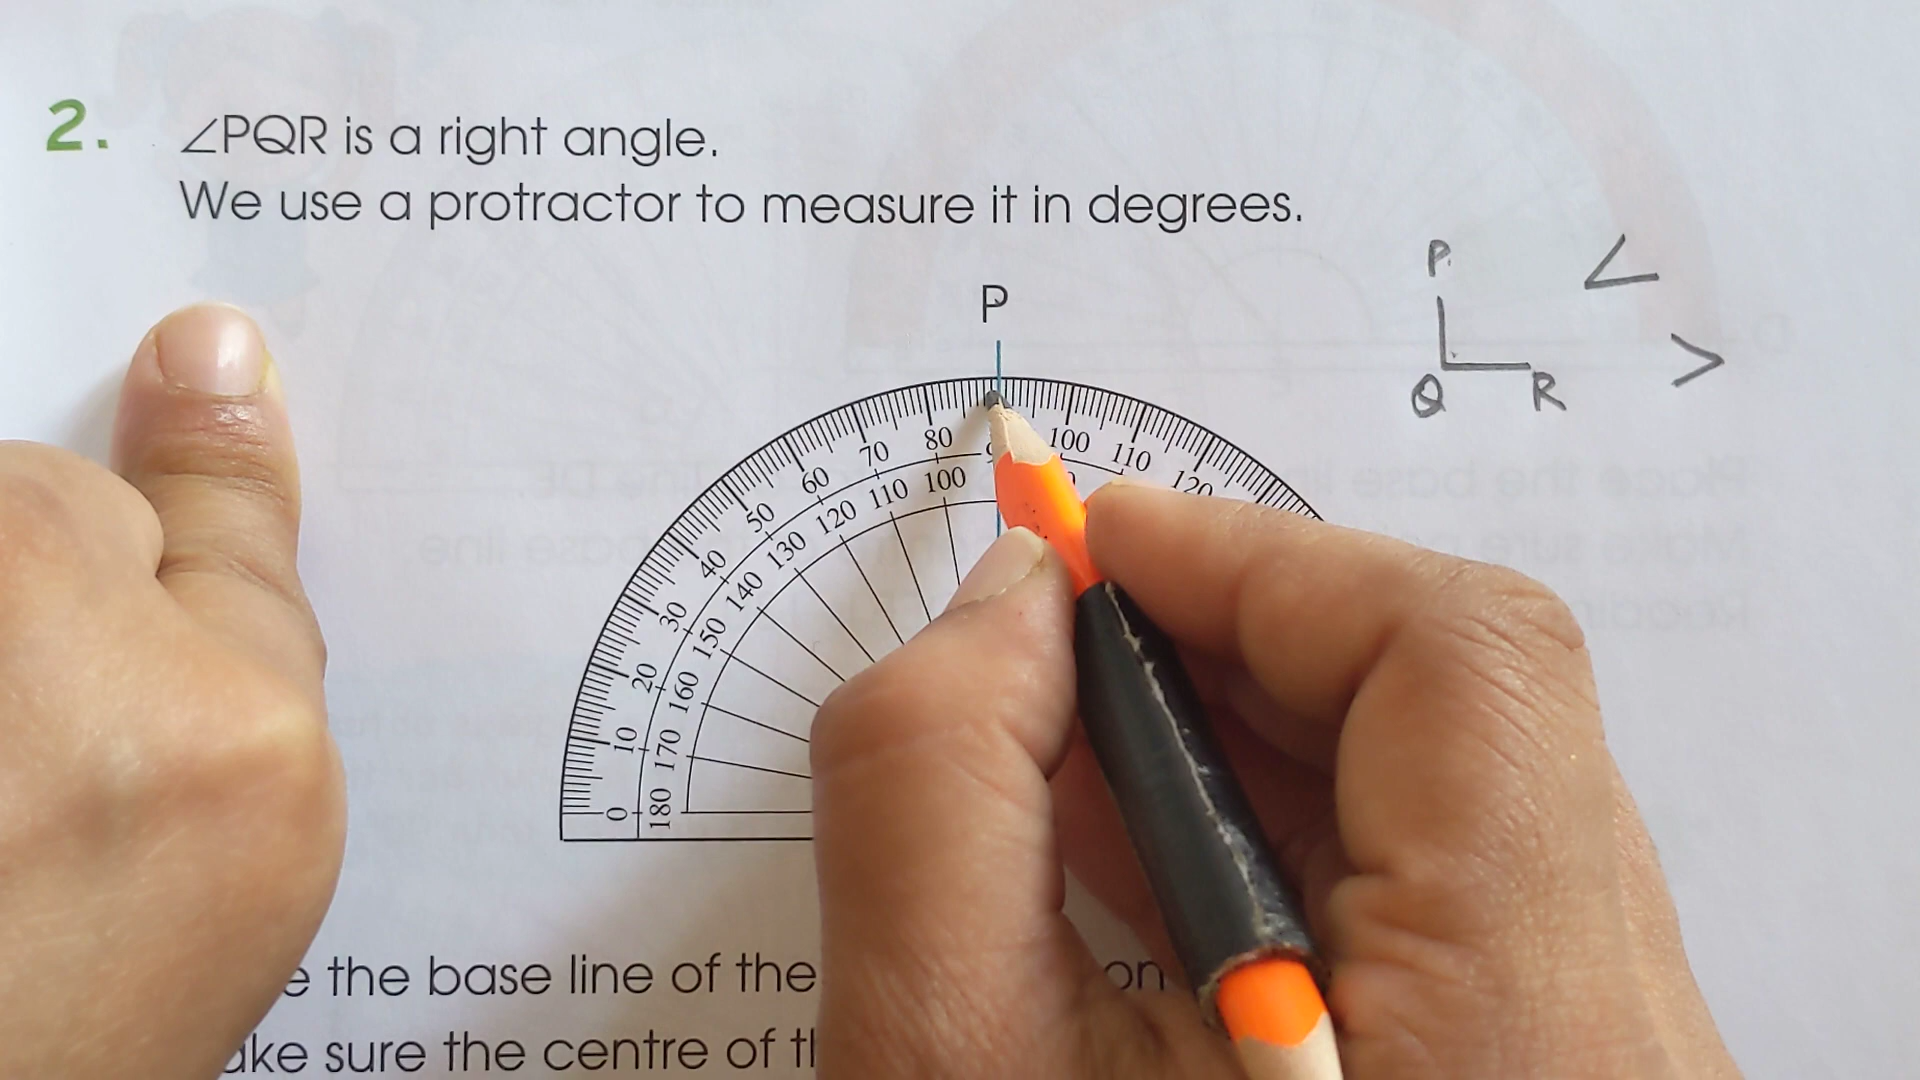 2. ∠PQR is a right angle.
We use a protractor to measure it in degrees.
P
P. <
>
Q R
80 100 110 120
70 100
60 110
50 120
40 130
30 140
20 150
10 160
0 170
180
the base line of the on
sure the centre of